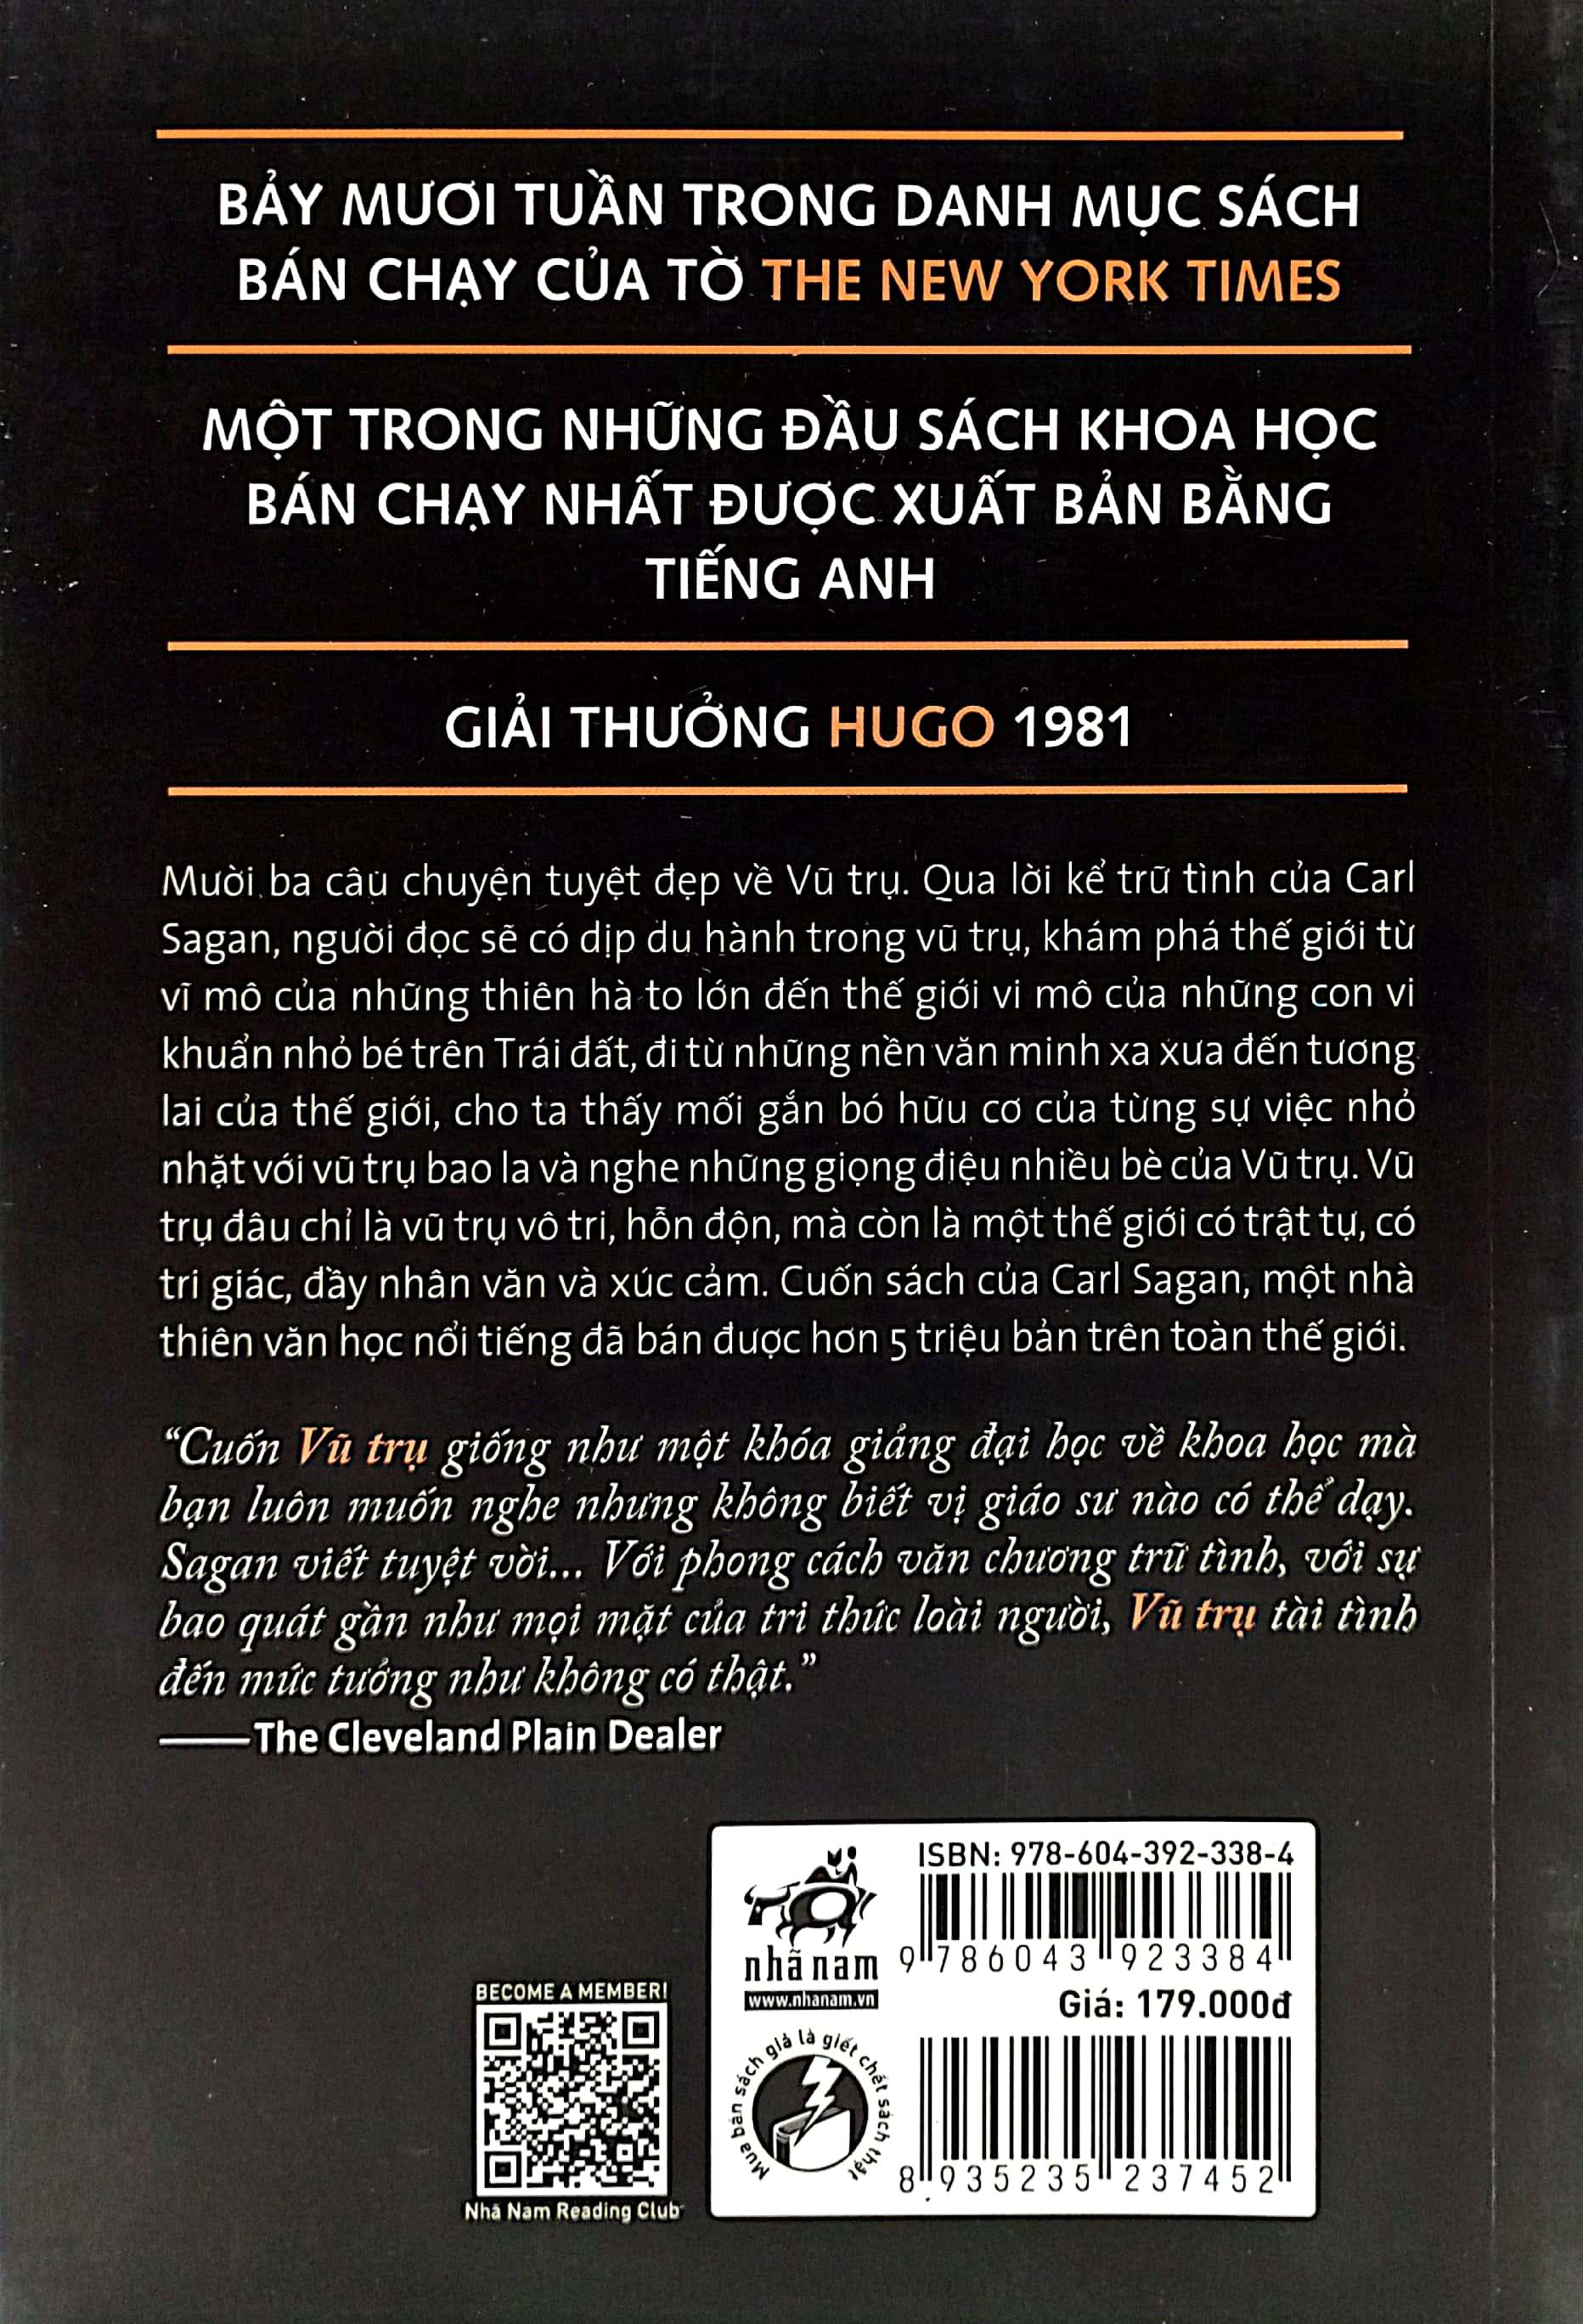 BẢY MƯƠI TUẦN TRONG DANH MỤC SÁCH
BÁN CHẠY CỦA TỜ THE NEW YORK TIMES
MỘT TRONG NHỮNG ĐẦU SÁCH KHOA HỌC
BÁN CHẠY NHẤT ĐƯỢC XUẤT BẢN BẰNG
TIẾNG ANH
GIẢI THƯỞNG HUGO 1981
Mười ba câu chuyện tuyệt đẹp về Vũ trụ. Qua lời kể trữ tình của Carl
Sagan, người đọc sẽ có dịp du hành trong vũ trụ, khám phá thế giới từ
vĩ mô của những thiên hà to lớn đến thế giới vi mô của những con vi
khuẩn nhỏ bé trên Trái đất, đi từ những nền văn minh xa xưa đến tương
lai của thế giới, cho ta thấy mối gắn bó hữu cơ của từng sự việc nhỏ
nhặt với vũ trụ bao la và nghe những giọng điệu nhiều bè của Vũ trụ. Vũ
trụ đâu chỉ là vũ trụ vô tri, hỗn độn, mà còn là một thế giới có trật tự, có
tri giác, đầy nhân văn và xúc cảm. Cuốn sách của Carl Sagan, một nhà
thiên văn học nổi tiếng đã bán được hơn 5 triệu bản trên toàn thế giới.
“Cuốn Vũ trụ giống như một khóa giảng đại học về khoa học mà
bạn luôn muốn nghe nhưng không biết vị giáo sư nào có thể dạy.
Sagan viết tuyệt vời... Với phong cách văn chương trữ tình, với sự
bao quát gần như mọi mặt của tri thức loài người, Vũ trụ tài tình
đến mức tưởng như không có thật.”
——The Cleveland Plain Dealer
ISBN: 978-604-392-338-4
9 786043 923384
nhã nam
www.nhanam.vn
Giá: 179.000đ
BECOME A MEMBER!
Mua bán sách giả là giết chết sách thật
8 935235 237452
Nhã Nam Reading Club